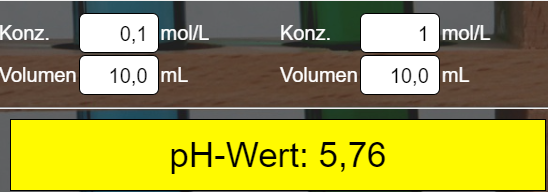 Konz. 0,1 mol/L Konz. 1 mol/L
Volumen 10,0 mL Volumen 10,0 mL
pH-Wert: 5,76